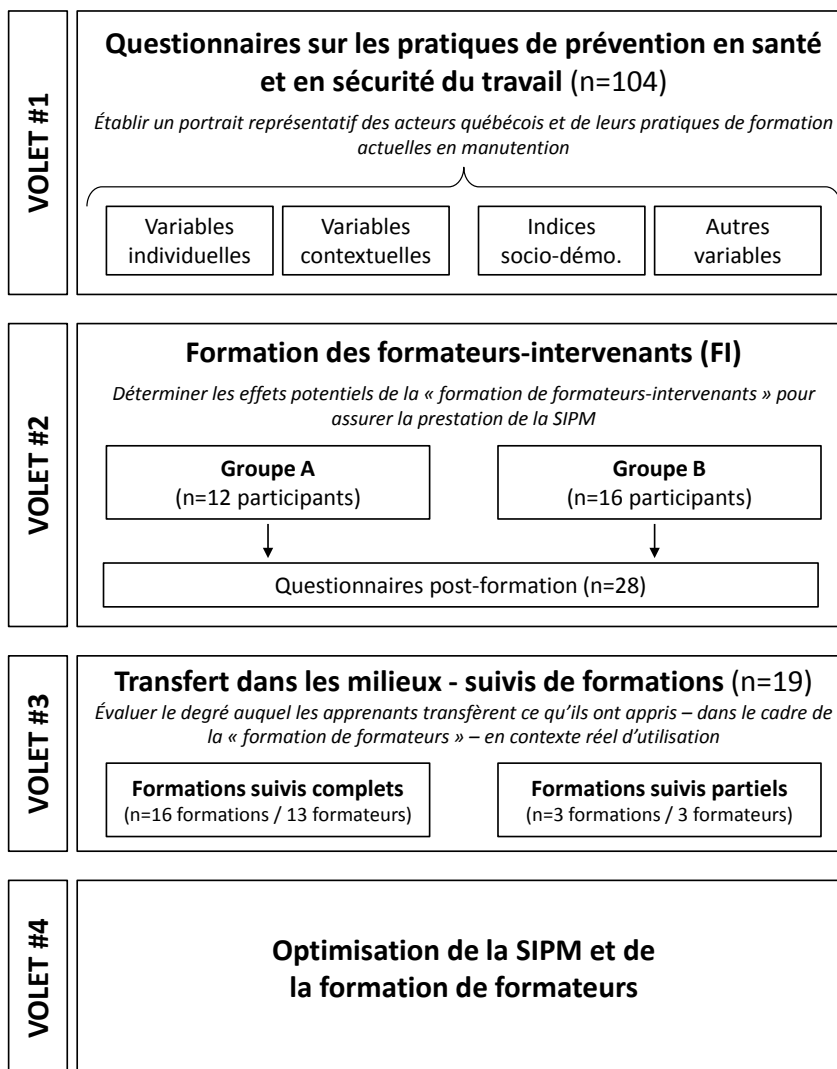 VOLET #1
Questionnaires sur les pratiques de prévention en santé
et en sécurité du travail (n=104)
Établir un portrait représentatif des acteurs québécois et de leurs pratiques de formation
actuelles en manutention
Variables
individuelles
Variables
contextuelles
Indices
socio-démo.
Autres
variables
VOLET #2
Formation des formateurs-intervenants (FI)
Déterminer les effets potentiels de la « formation de formateurs-intervenants » pour
assurer la prestation de la SIPM
Groupe A
(n=12 participants)
Groupe B
(n=16 participants)
Questionnaires post-formation (n=28)
VOLET #3
Transfert dans les milieux - suivis de formations (n=19)
Évaluer le degré auquel les apprenants transfèrent ce qu'ils ont appris – dans le cadre de
la « formation de formateurs » – en contexte réel d'utilisation
Formations suivis complets
(n=16 formations / 13 formateurs)
Formations suivis partiels
(n=3 formations / 3 formateurs)
VOLET #4
Optimisation de la SIPM et de
la formation de formateurs